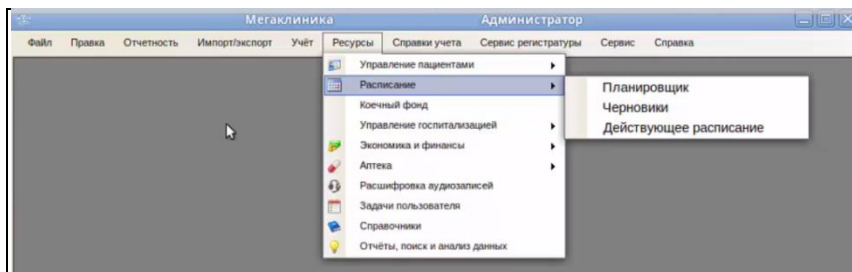 Мегаклиника Администратор
Файл Правка Отчетность Импорт/экспорт Учёт Ресурсы Справки учета Сервис регистратуры Сервис Справка
Управление пациентами
Расписание
Планировщик
Черновики
Действующее расписание
Коечный фонд
Управление госпитализацией
Экономика и финансы
Аптека
Расшифровка аудиозаписей
Задачи пользователя
Справочники
Отчёты, поиск и анализ данных